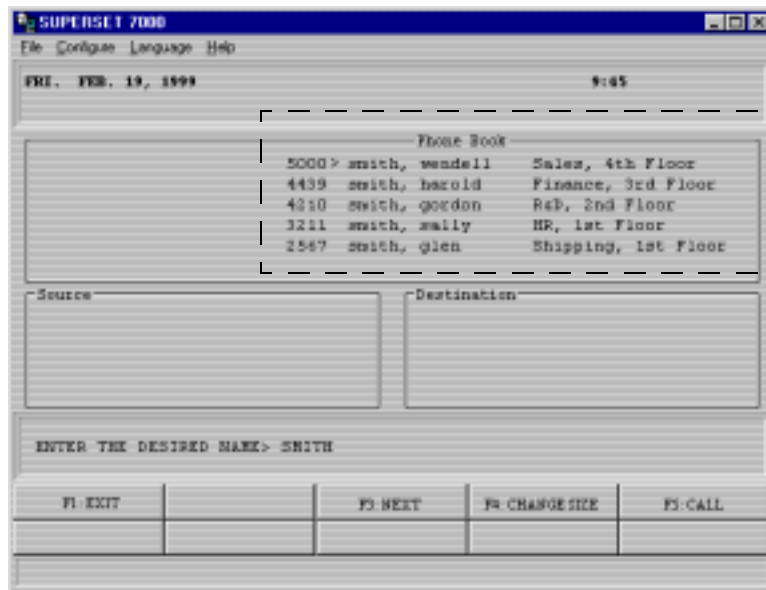 SUPERSET 7000
File Configure Language Help
FRI. FEB. 19, 1999 9:45
Phone Book
5000> smith, wendell Sales, 4th Floor
4439 smith, harold Finance, 3rd Floor
4210 smith, gordon R&D, 2nd Floor
3211 smith, wally HR, 1st Floor
2567 smith, glen Shipping, 1st Floor
Source Destination
ENTER THE DESIRED NAME> SMITH
F1: EXIT F3: NEXT F4: CHANGE SIZE F5: CALL